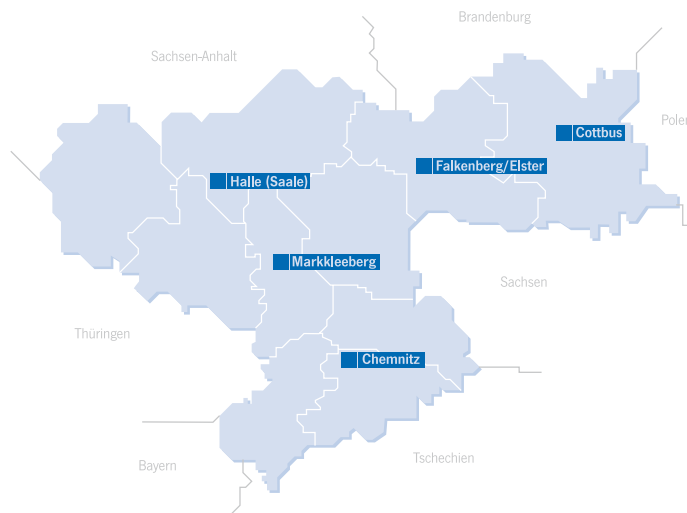 Brandenburg
Sachsen-Anhalt
Polen
Cottbus
Falkenberg/Elster
Halle (Saale)
Markkleeberg
Sachsen
Thüringen
Chemnitz
Tschechien
Bayern